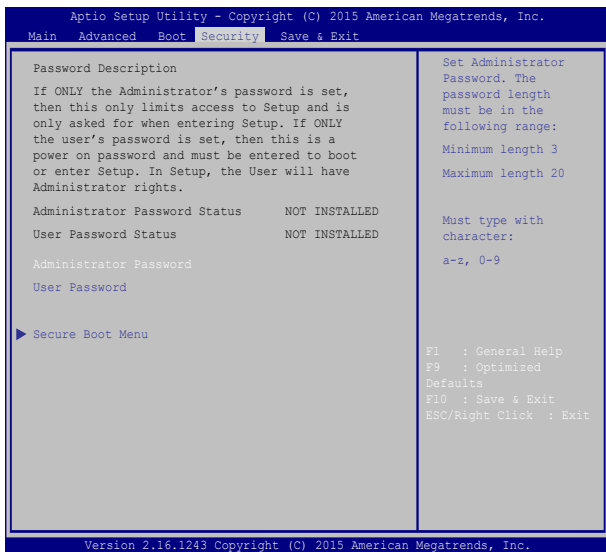 Aptio Setup Utility - Copyright (C) 2015 American Megatrends, Inc.
Main Advanced Boot Security Save & Exit
Password Description
If ONLY the Administrator's password is set,
then this only limits access to Setup and is
only asked for when entering Setup. If ONLY
the user's password is set, then this is a
power on password and must be entered to boot
or enter Setup. In Setup, the User will have
Administrator rights.
Administrator Password Status NOT INSTALLED
User Password Status NOT INSTALLED
Administrator Password
User Password
Secure Boot Menu
Set Administrator
Password. The
password length
must be in the
following range:
Minimum length 3
Maximum length 20
Must type with
character:
a-z, 0-9
F1 : General Help
F9 : Optimized
Defaults
F10 : Save & Exit
ESC/Right Click : Exit
Version 2.16.1243 Copyright (C) 2015 American Megatrends, Inc.